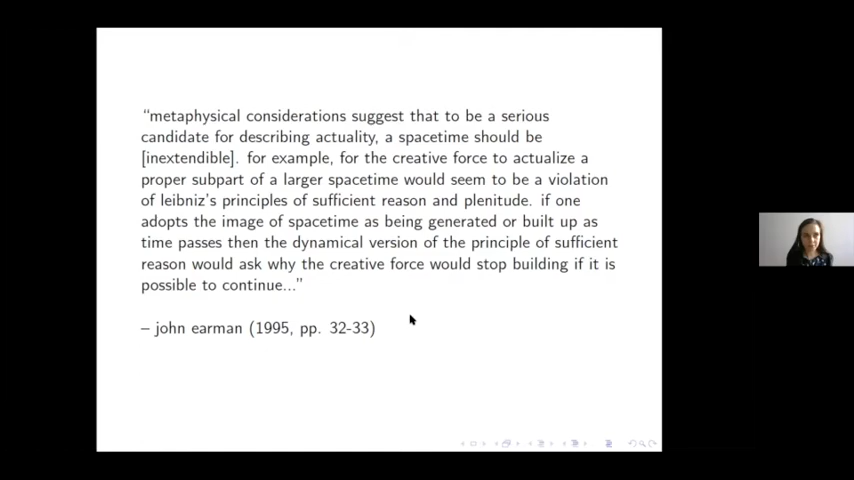 “metaphysical considerations suggest that to be a serious
candidate for describing actuality, a spacetime should be
[inextendible]. for example, for the creative force to actualize a
proper subpart of a larger spacetime would seem to be a violation
of leibniz’s principles of sufficient reason and plenitude. if one
adopts the image of spacetime as being generated or built up as
time passes then the dynamical version of the principle of sufficient
reason would ask why the creative force would stop building if it is
possible to continue...”
– john earman (1995, pp. 32-33)